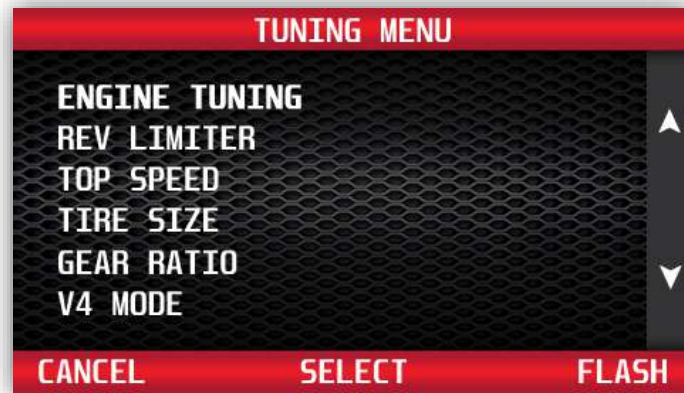 TUNING MENU
ENGINE TUNING
REV LIMITER
TOP SPEED
TIRE SIZE
GEAR RATIO
V4 MODE
CANCEL SELECT FLASH